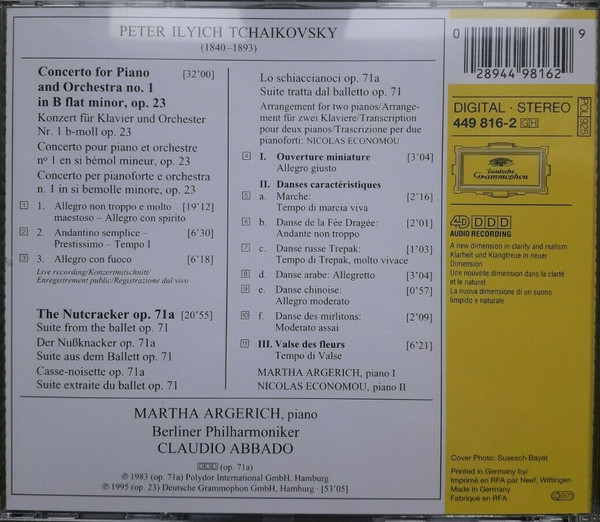 PETER ILYICH TCHAIKOVSKY
(1840–1893)
Concerto for Piano [32'00]
and Orchestra no. 1
in B flat minor, op. 23
Konzert für Klavier und Orchester
Nr. 1 b-moll op. 23
Concerto pour piano et orchestre
nº 1 en si bémol mineur, op. 23
Concerto per pianoforte e orchestra
n. 1 in si bemolle minore, op. 23
1 1. Allegro non troppo e molto [19'12]
maestoso – Allegro con spirito
2 2. Andantino semplice – [6'30]
Prestissimo – Tempo I
3 3. Allegro con fuoco [6'18]
Live recording/Konzertmitschnitt/
Enregistrement public/Registrazione dal vivo
The Nutcracker op. 71a [20'55]
Suite from the ballet op. 71
Der Nußknacker op. 71a
Suite aus dem Ballett op. 71
Casse-noisette op. 71a
Suite extraite du ballet op. 71
Lo schiaccianoci op. 71a
Suite tratta dal balletto op. 71
Arrangement for two pianos/Arrange-
ment für zwei Klaviere/Transcription
pour deux pianos/Trascrizione per due
pianoforti: NICOLAS ECONOMOU
4 I. Ouverture miniature [3'04]
Allegro giusto
II. Danses caractéristiques
5 a. Marche: [2'16]
Tempo di marcia viva
6 b. Danse de la Fée Dragée: [2'01]
Andante non troppo
7 c. Danse russe Trepak: [1'03]
Tempo di Trepak, molto vivace
8 d. Danse arabe: Allegretto [3'04]
9 e. Danse chinoise: [0'57]
Allegro moderato
10 f. Danse des mirlitons: [2'09]
Moderato assai
11 III. Valse des fleurs [6'21]
Tempo di Valse
MARTHA ARGERICH, piano I
NICOLAS ECONOMOU, piano II
MARTHA ARGERICH, piano
Berliner Philharmoniker
CLAUDIO ABBADO
DDD (op. 71a)
℗ 1983 (op. 71a) Polydor International GmbH, Hamburg
℗ 1995 (op. 23) Deutsche Grammophon GmbH, Hamburg · [53'05]
0 28944 98162 9
DIGITAL · STEREO
449 816-2 GH
Deutsche
Grammophon
4D DDD
AUDIO RECORDING
A new dimension in clarity and realism
Klarheit und Klangtreue in neuer
Dimension
Une nouvelle dimension dans la clarté
et le naturel
La nuova dimensione di un suono
limpido e naturale
Cover Photo: Susesch Bayat
Printed in Germany by/
Imprimé en RFA par Neef, Wittingen
Made in Germany
Fabriqué en RFA